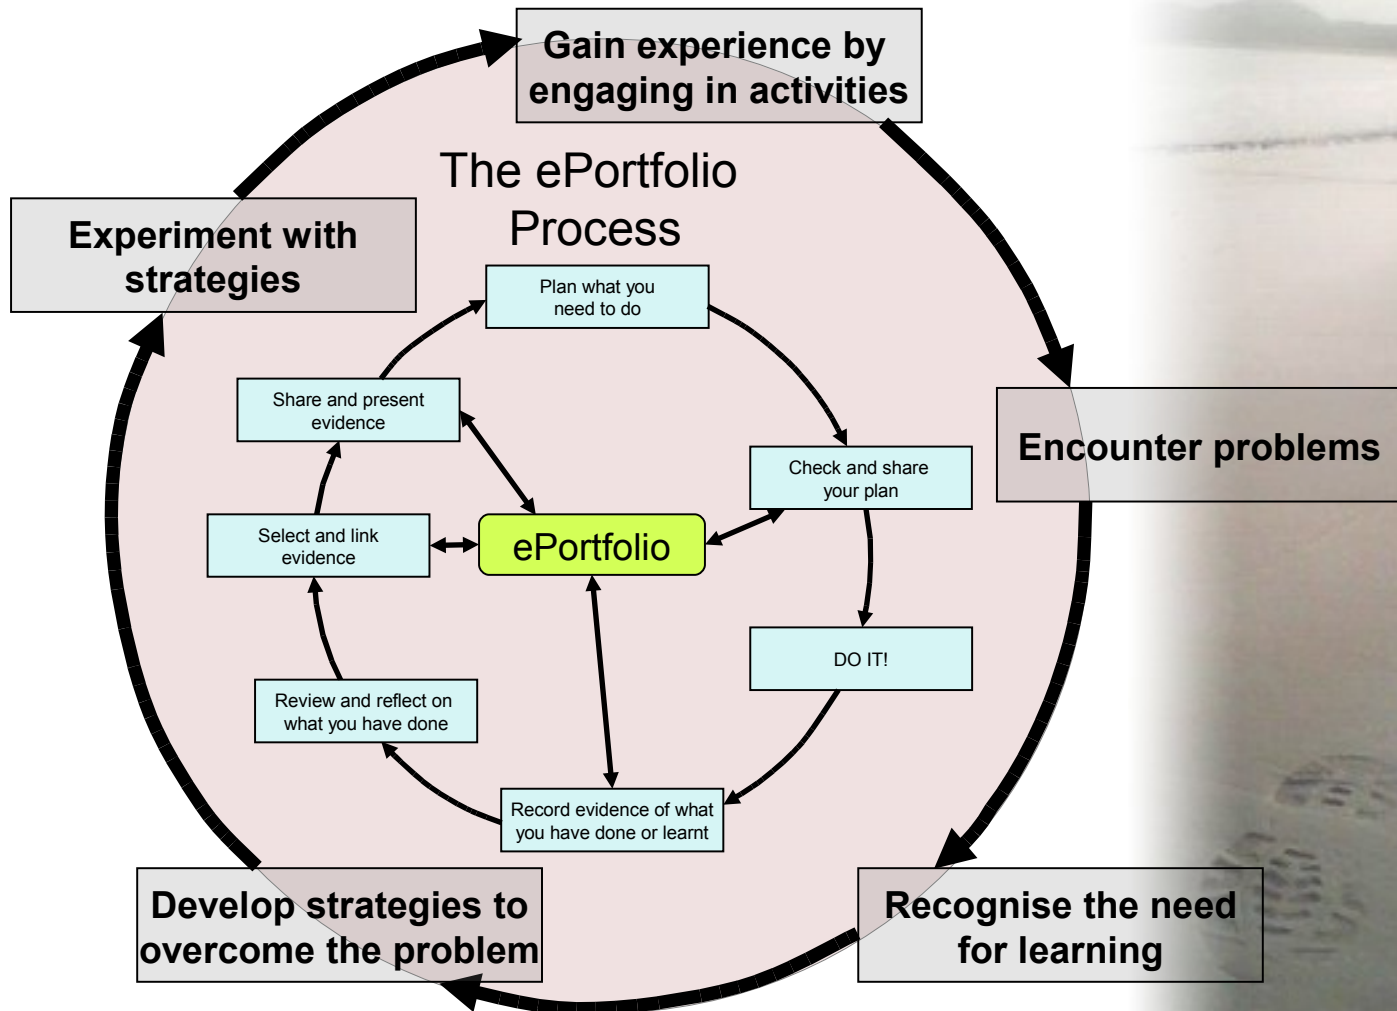 Gain experience by
engaging in activities
The ePortfolio
Process
Experiment with
strategies
Plan what you
need to do
Share and present
evidence
Check and share
your plan
Encounter problems
Select and link
evidence
ePortfolio
DO IT!
Review and reflect on
what you have done
Record evidence of what
you have done or learnt
Develop strategies to
overcome the problem
Recognise the need
for learning